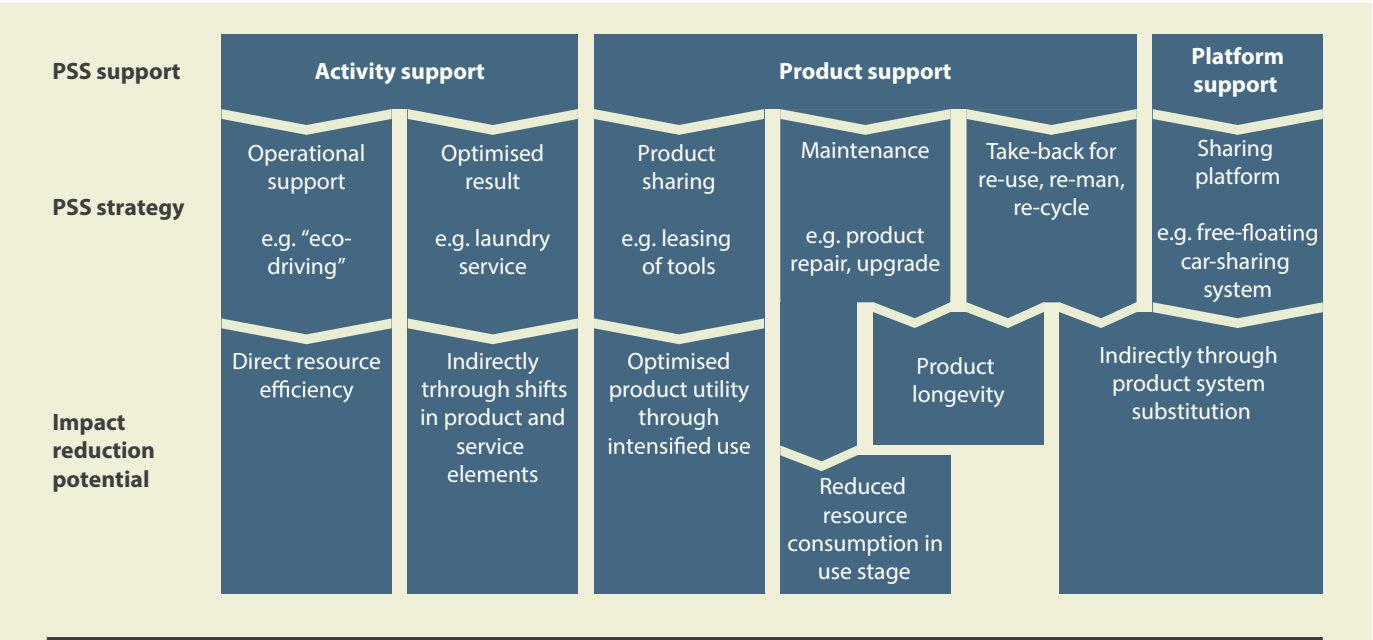 PSS support
Activity support
Product support
Platform
support
PSS strategy
Operational
support
e.g. “eco-
driving”
Optimised
result
e.g. laundry
service
Product
sharing
e.g. leasing
of tools
Maintenance
e.g. product
repair, upgrade
Take-back for
re-use, re-man,
re-cycle
Sharing
platform
e.g. free-floating
car-sharing
system
Impact
reduction
potential
Direct resource
efficiency
Indirectly
trhrough shifts
in product and
service
elements
Optimised
product utility
through
intensified use
Reduced
resource
consumption in
use stage
Product
longevity
Indirectly through
product system
substitution